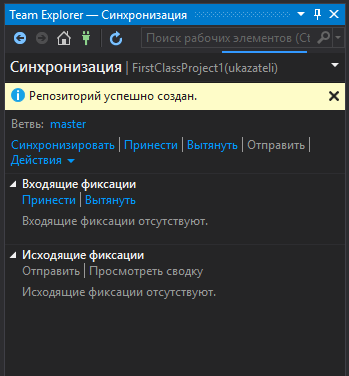 Team Explorer — Синхронизация
Поиск рабочих элементов (Ct
Синхронизация | FirstClassProject1(ukazateli)
Репозиторий успешно создан.
Ветвь: master
Синхронизировать | Принести | Вытянуть | Отправить |
Действия
Входящие фиксации
Принести | Вытянуть
Входящие фиксации отсутствуют.
Исходящие фиксации
Отправить | Просмотреть сводку
Исходящие фиксации отсутствуют.